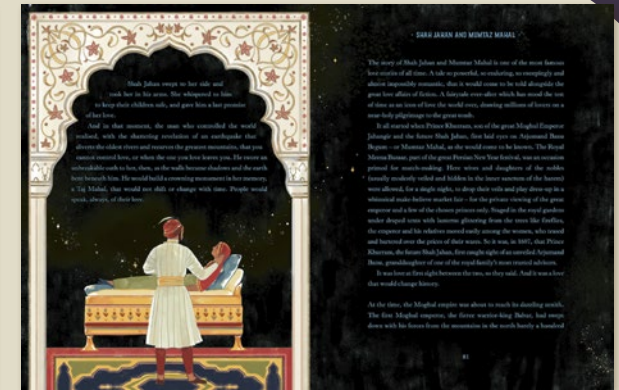 Shah Jahan swept to her side and
took her in his arms. She whispered to him
to keep their children safe, and gave him a last promise
of her love.
And in that moment, the man who controlled the world
realised, with the shattering revelation of an earthquake that
diverts the oldest rivers and resurrects the greatest mountains, that you
cannot control love, or when the one you love leaves you. He swore an
unbreakable oath to her, then, as the walls became shadows and the earth
bent beneath him. He would build a crowning monument in her memory,
a Taj Mahal, that would not shift or change with time. People would
speak, always, of their love.
SHAH JAHAN AND MUMTAZ MAHAL
The story of Shah Jahan and Mumtaz Mahal is one of the most famous
love stories of all time. A tale so powerful, so enduring, so sweepingly and
almost impossibly romantic, that it would come to be told alongside the
great love affairs of fiction. A fairytale ever-after which has stood the test
of time as an icon of love the world over, drawing millions of lovers on a
near-holy pilgrimage to the great tomb.
It all started when Prince Khurram, son of the great Moghul Emperor
Jahangir and the future Shah Jahan, first laid eyes on Arjumand Banu
Begum – or Mumtaz Mahal, as she would come to be known. The Royal
Meena Bazaar, part of the great Persian New Year festival, was an occasion
primed for match-making. Here wives and daughters of the nobles
(usually modestly veiled and hidden in the inner sanctum of the harem)
were allowed, for a single night, to drop their veils and play dress-up in a
whimsical make-believe market fair – for the private viewing of the great
emperor and a few of the chosen princes only. Staged in the royal gardens
under draped tents with lanterns glittering from the trees like fireflies,
the emperor and his relatives moved easily among the women, who teased
and bartered over the prices of their wares. So it was, in 1607, that Prince
Khurram, the future Shah Jahan, first caught sight of an unveiled Arjumand
Banu, granddaughter of one of the royal family's most trusted advisors.
It was love at first sight between the two, so they said. And it was a love
that would change history.
At the time, the Moghul empire was about to reach its dazzling zenith.
The first Moghul emperor, the fierce warrior-king Babur, had swept
down with his forces from the mountains in the north barely a hundred
81